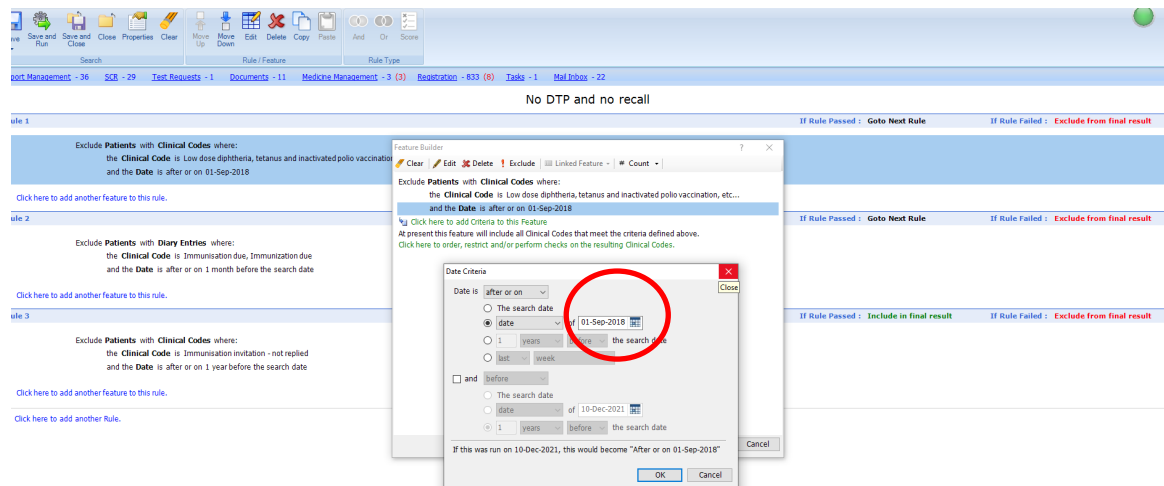 Save and Run Save and Close Close Properties Clear Move Up Move Down Edit Delete Copy Paste And Or Score
Search Rule / Feature Rule Type
port Management - 36 SCR - 29 Test Requests - 1 Documents - 11 Medicine Management - 3 (3) Registration - 833 (8) Tasks - 1 Mail Inbox - 22
No DTP and no recall
ule 1 If Rule Passed : Goto Next Rule If Rule Failed : Exclude from final result
Exclude Patients with Clinical Codes where:
the Clinical Code is Low dose diphtheria, tetanus and inactivated polio vaccination
and the Date is after or on 01-Sep-2018
Click here to add another feature to this rule.
ule 2 If Rule Passed : Goto Next Rule If Rule Failed : Exclude from final result
Exclude Patients with Diary Entries where:
the Clinical Code is Immunisation due, Immunization due
and the Date is after or on 1 month before the search date
Click here to add another feature to this rule.
ule 3 If Rule Passed : Include in final result If Rule Failed : Exclude from final result
Exclude Patients with Clinical Codes where:
the Clinical Code is Immunisation invitation - not replied
and the Date is after or on 1 year before the search date
Click here to add another feature to this rule.
Click here to add another Rule.
Feature Builder ?
Clear Edit Delete ! Exclude Linked Feature # Count
Exclude Patients with Clinical Codes where:
the Clinical Code is Low dose diphtheria, tetanus and inactivated polio vaccination, etc...
and the Date is after or on 01-Sep-2018
Click here to add Criteria to this Feature
At present this feature will include all Clinical Codes that meet the criteria defined above.
Click here to order, restrict and/or perform checks on the resulting Clinical Codes.
Cancel
Date Criteria
Close
Date is after or on
The search date
date of 01-Sep-2018
1 years before the search date
last week
and before
The search date
date of 10-Dec-2021
1 years before the search date
If this was run on 10-Dec-2021, this would become "After or on 01-Sep-2018"
OK Cancel